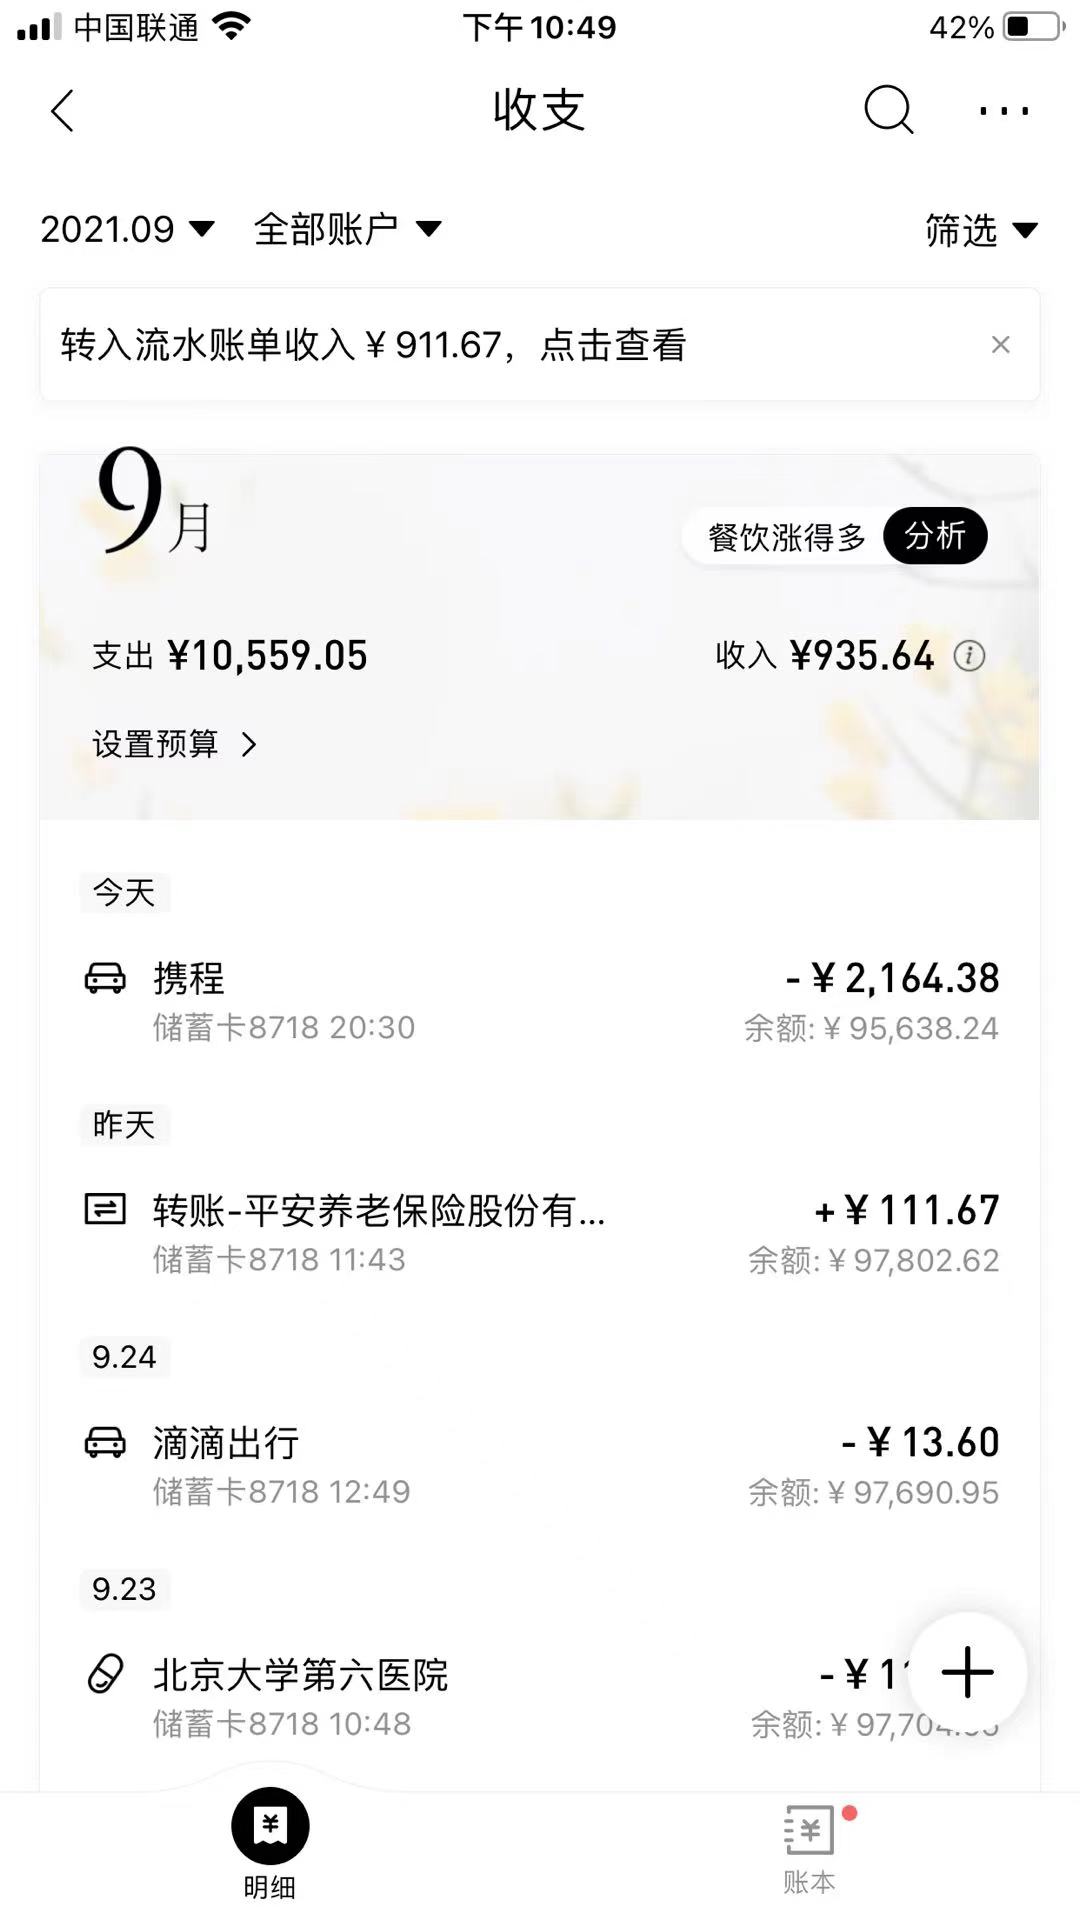 中国联通
下午10:49
42%
收支
2021.09 全部账户
筛选
转入流水账单收入 ¥ 911.67，点击查看
9月
餐饮涨得多 分析
支出 ¥10,559.05
收入 ¥935.64
设置预算
今天
携程
- ¥ 2,164.38
储蓄卡8718 20:30
余额: ¥ 95,638.24
昨天
转账-平安养老保险股份有...
+ ¥ 111.67
储蓄卡8718 11:43
余额: ¥ 97,802.62
9.24
滴滴出行
- ¥ 13.60
储蓄卡8718 12:49
余额: ¥ 97,690.95
9.23
北京大学第六医院
- ¥
储蓄卡8718 10:48
余额: ¥
明细
账本